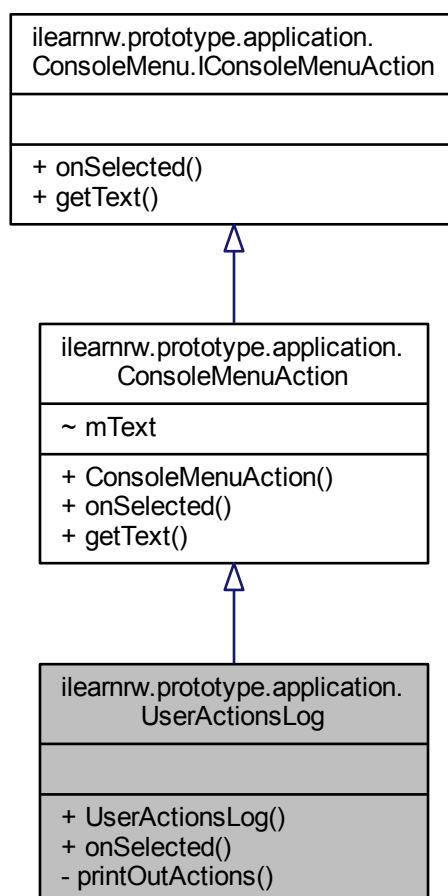 ilearnrw.prototype.application.
ConsoleMenu.IConsoleMenuAction
+ onSelected()
+ getText()
ilearnrw.prototype.application.
ConsoleMenuAction
~ mText
+ ConsoleMenuAction()
+ onSelected()
+ getText()
ilearnrw.prototype.application.
UserActionsLog
+ UserActionsLog()
+ onSelected()
- printOutActions()